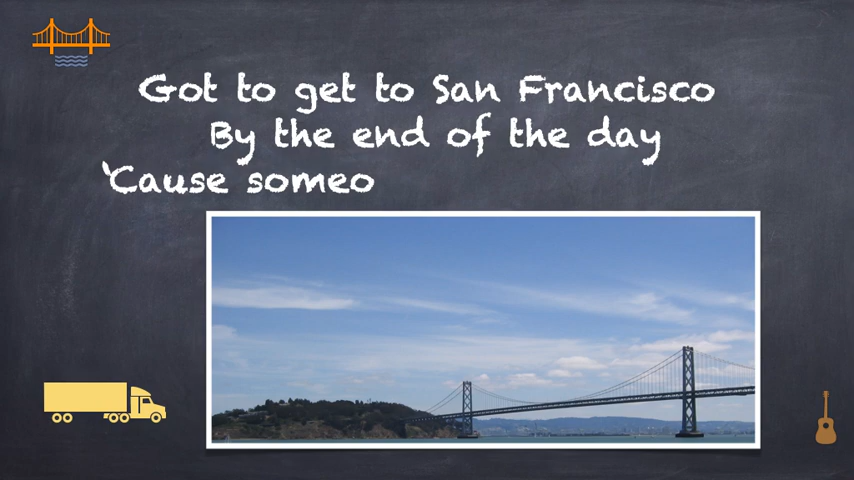 Got to get to San Francisco
By the end of the day
‘Cause someo